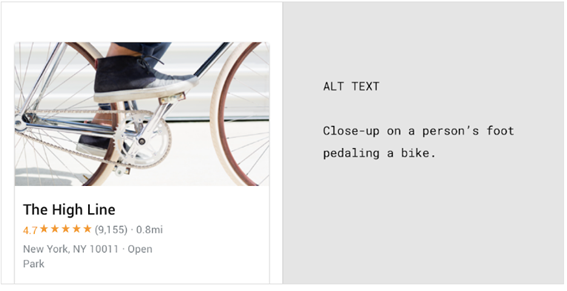 The High Line
4.7 ★★★★★ (9,155) · 0.8mi
New York, NY 10011 · Open
Park
ALT TEXT
Close-up on a person’s foot
pedaling a bike.